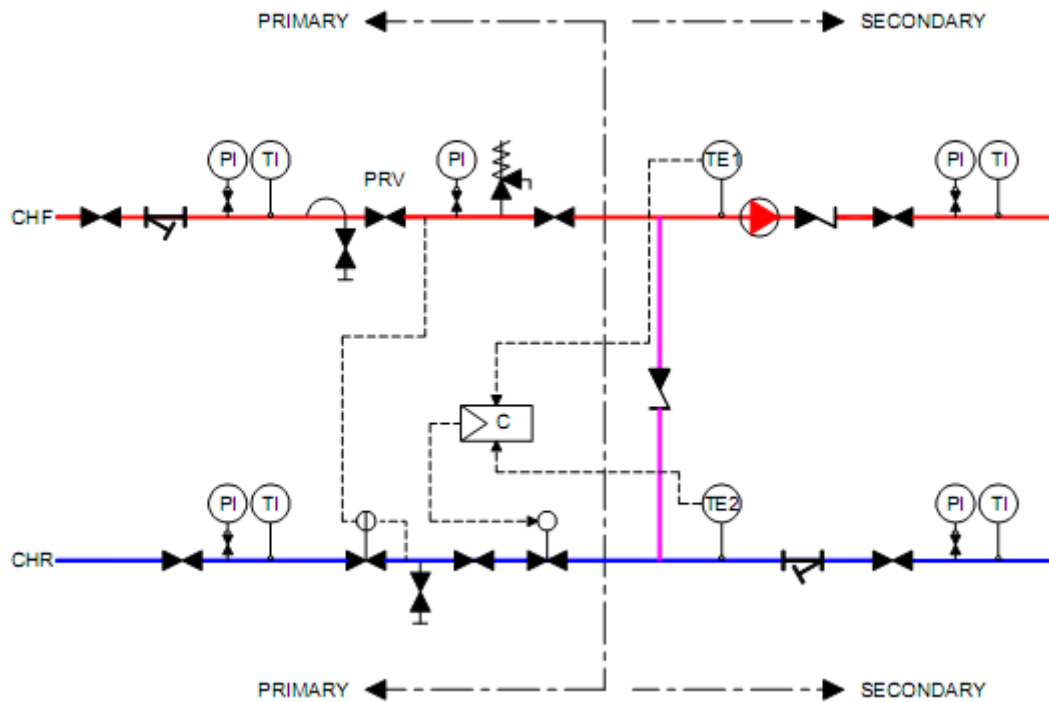 PRIMARY SECONDARY
PI TI PI TE1 PI TI
PRV
CHF
C
PI TI TE2 PI TI
CHR
PRIMARY SECONDARY